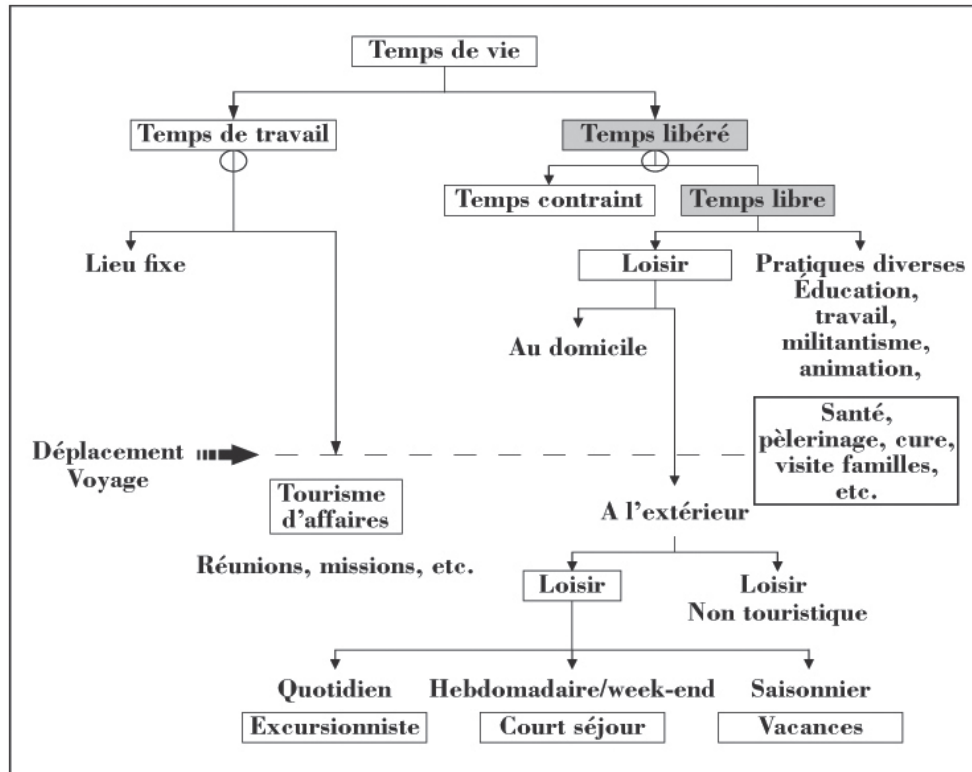 Temps de vie
Temps de travail
Temps libéré
Temps contraint
Temps libre
Lieu fixe
Loisir
Pratiques diverses
Éducation,
travail,
militantisme,
animation,
Au domicile
Santé,
pèlerinage, cure,
visite familles,
etc.
Déplacement
Voyage
Tourisme
d'affaires
A l'extérieur
Réunions, missions, etc.
Loisir
Loisir
Non touristique
Quotidien
Hebdomadaire/week-end
Saisonnier
Excursionniste
Court séjour
Vacances